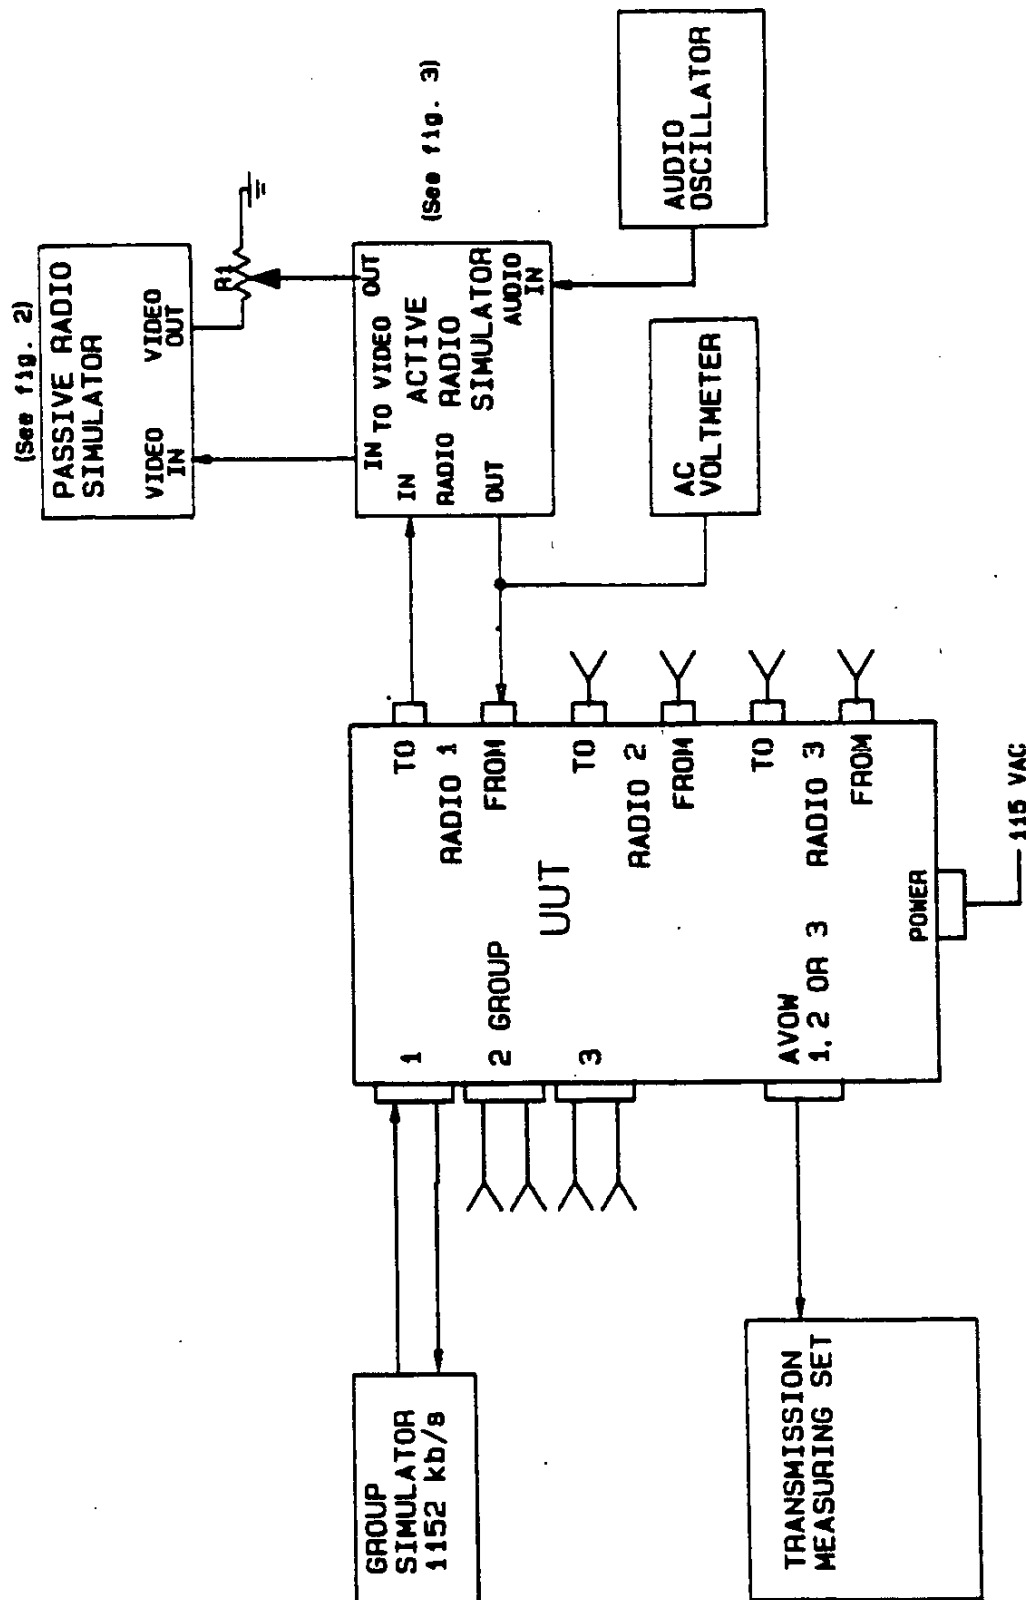 GROUP
SIMULATOR
1152 kb/s
TRANSMISSION
MEASURING SET
1
2 GROUP
3
AVOW
1, 2 OR 3
UUT
POWER
115 VAC
TO
RADIO 1
FROM
TO
RADIO 2
FROM
TO
RADIO 3
FROM
(See fig. 2)
PASSIVE RADIO
SIMULATOR
VIDEO
IN
VIDEO
OUT
R1
IN TO VIDEO OUT
IN
ACTIVE
RADIO
RADIO
SIMULATOR
OUT
AUDIO
IN
(See fig. 3)
AC
VOLTMETER
AUDIO
OSCILLATOR